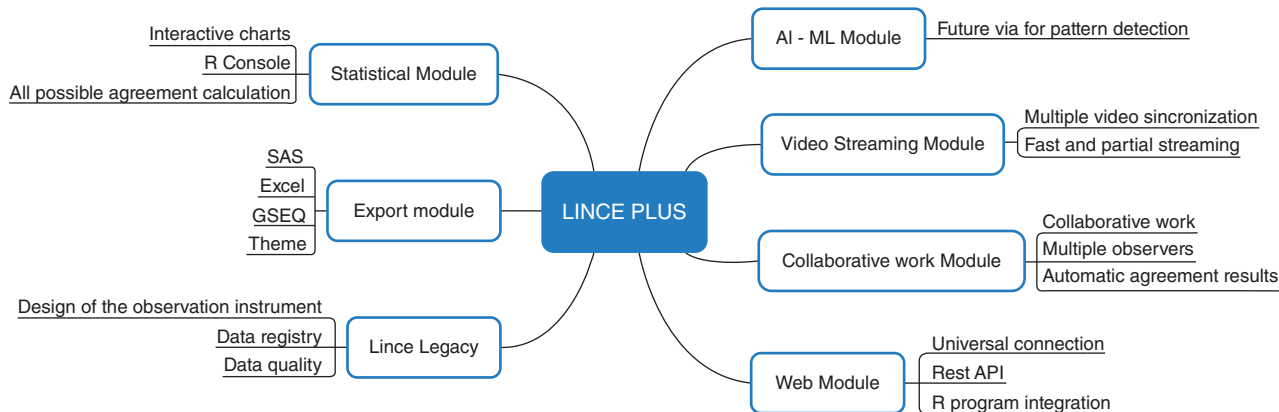 Interactive charts
R Console
All possible agreement calculation
Statistical Module
SAS
Excel
GSEQ
Theme
Export module
Design of the observation instrument
Data registry
Data quality
Lince Legacy
LINCE PLUS
AI - ML Module
Future via for pattern detection
Video Streaming Module
Multiple video sincronization
Fast and partial streaming
Collaborative work Module
Collaborative work
Multiple observers
Automatic agreement results
Web Module
Universal connection
Rest API
R program integration